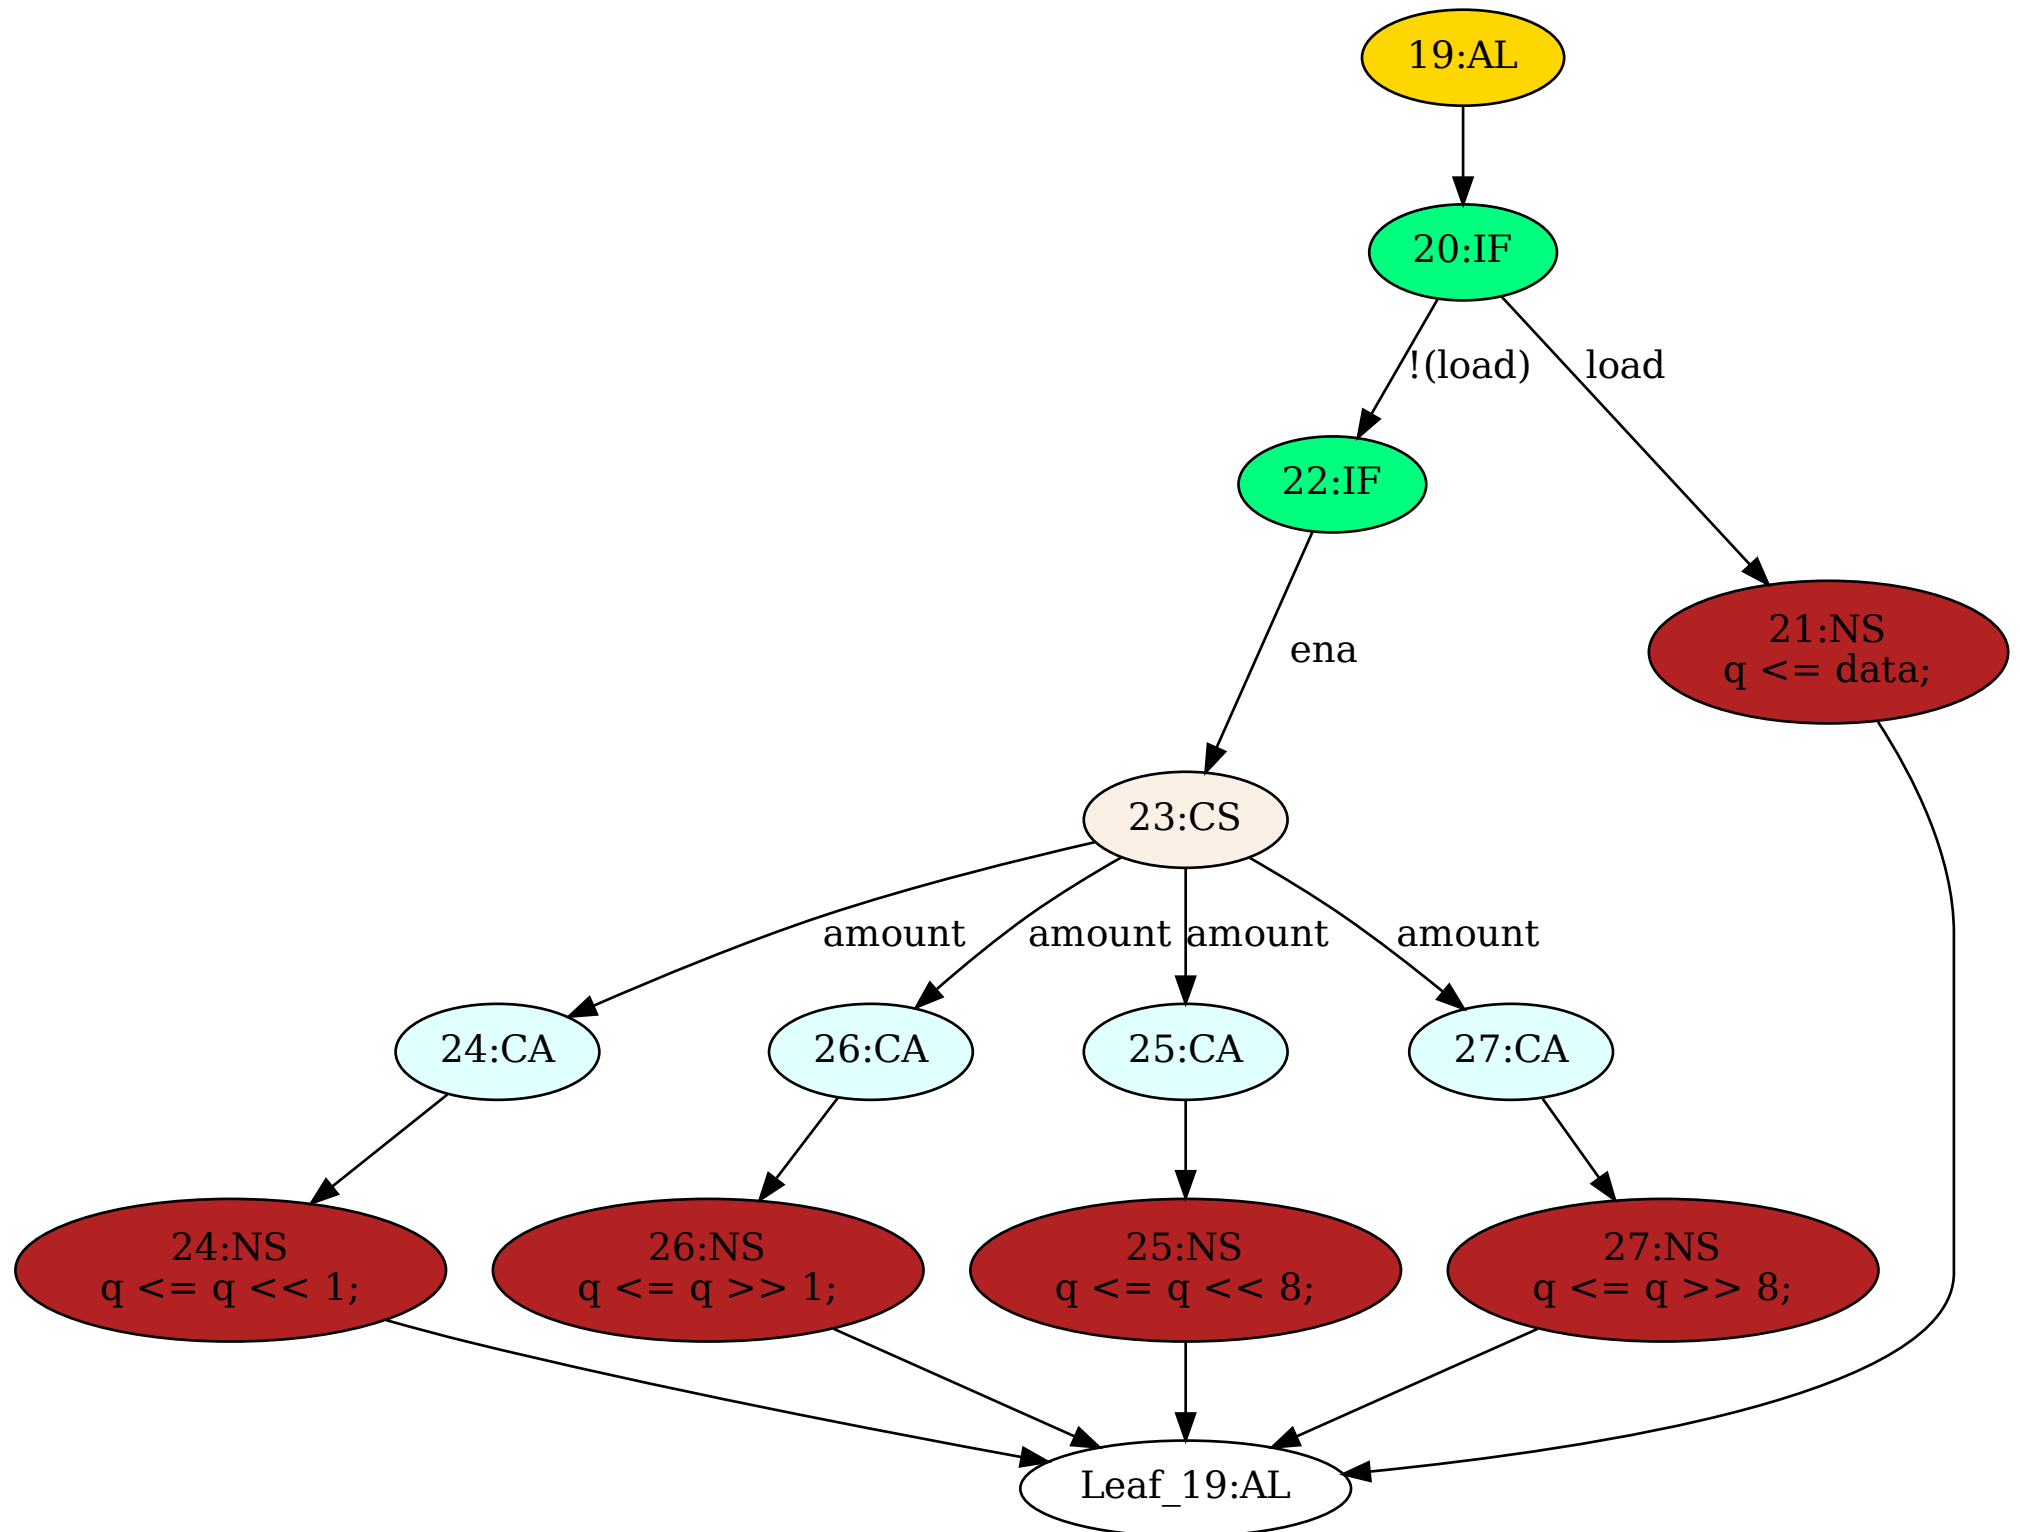 19:AL
20:IF
!(load)
load
22:IF
ena
21:NS
q <= data;
23:CS
amount
amount
amount
amount
24:CA
26:CA
25:CA
27:CA
24:NS
q <= q << 1;
26:NS
q <= q >> 1;
25:NS
q <= q << 8;
27:NS
q <= q >> 8;
Leaf_19:AL